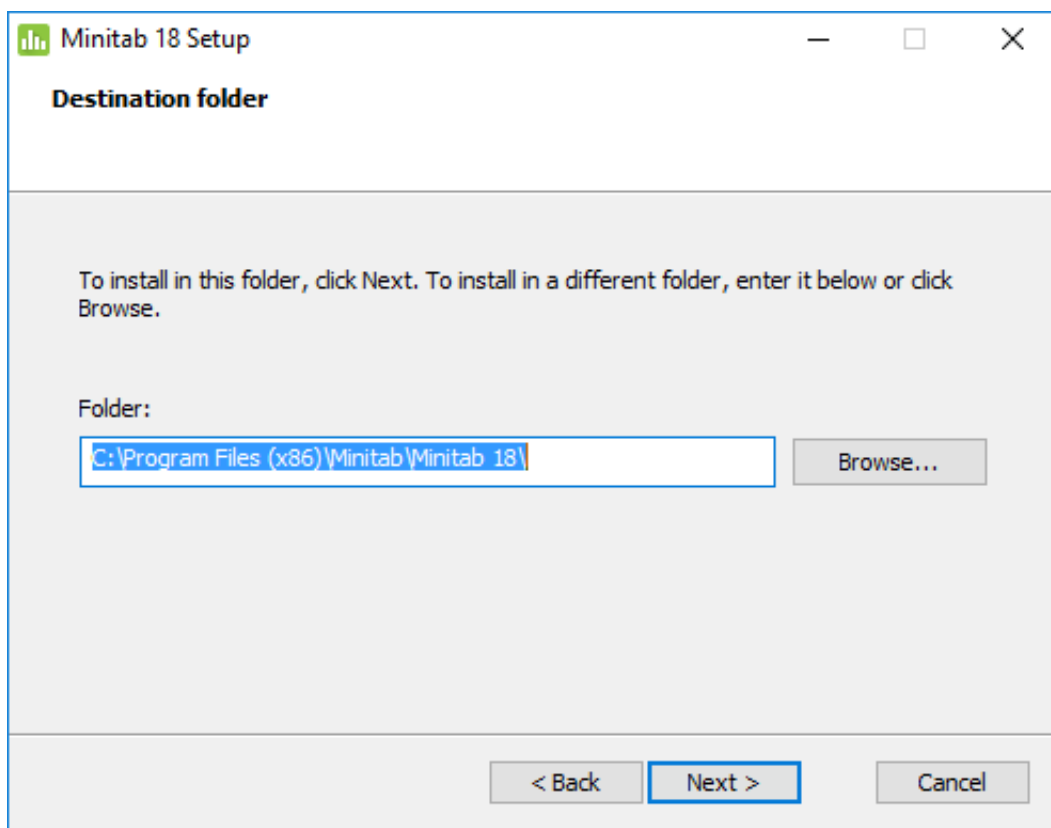 Minitab 18 Setup
Destination folder
To install in this folder, click Next. To install in a different folder, enter it below or click
Browse.
Folder:
C:\Program Files (x86)\Minitab\Minitab 18\
Browse...
< Back
Next >
Cancel